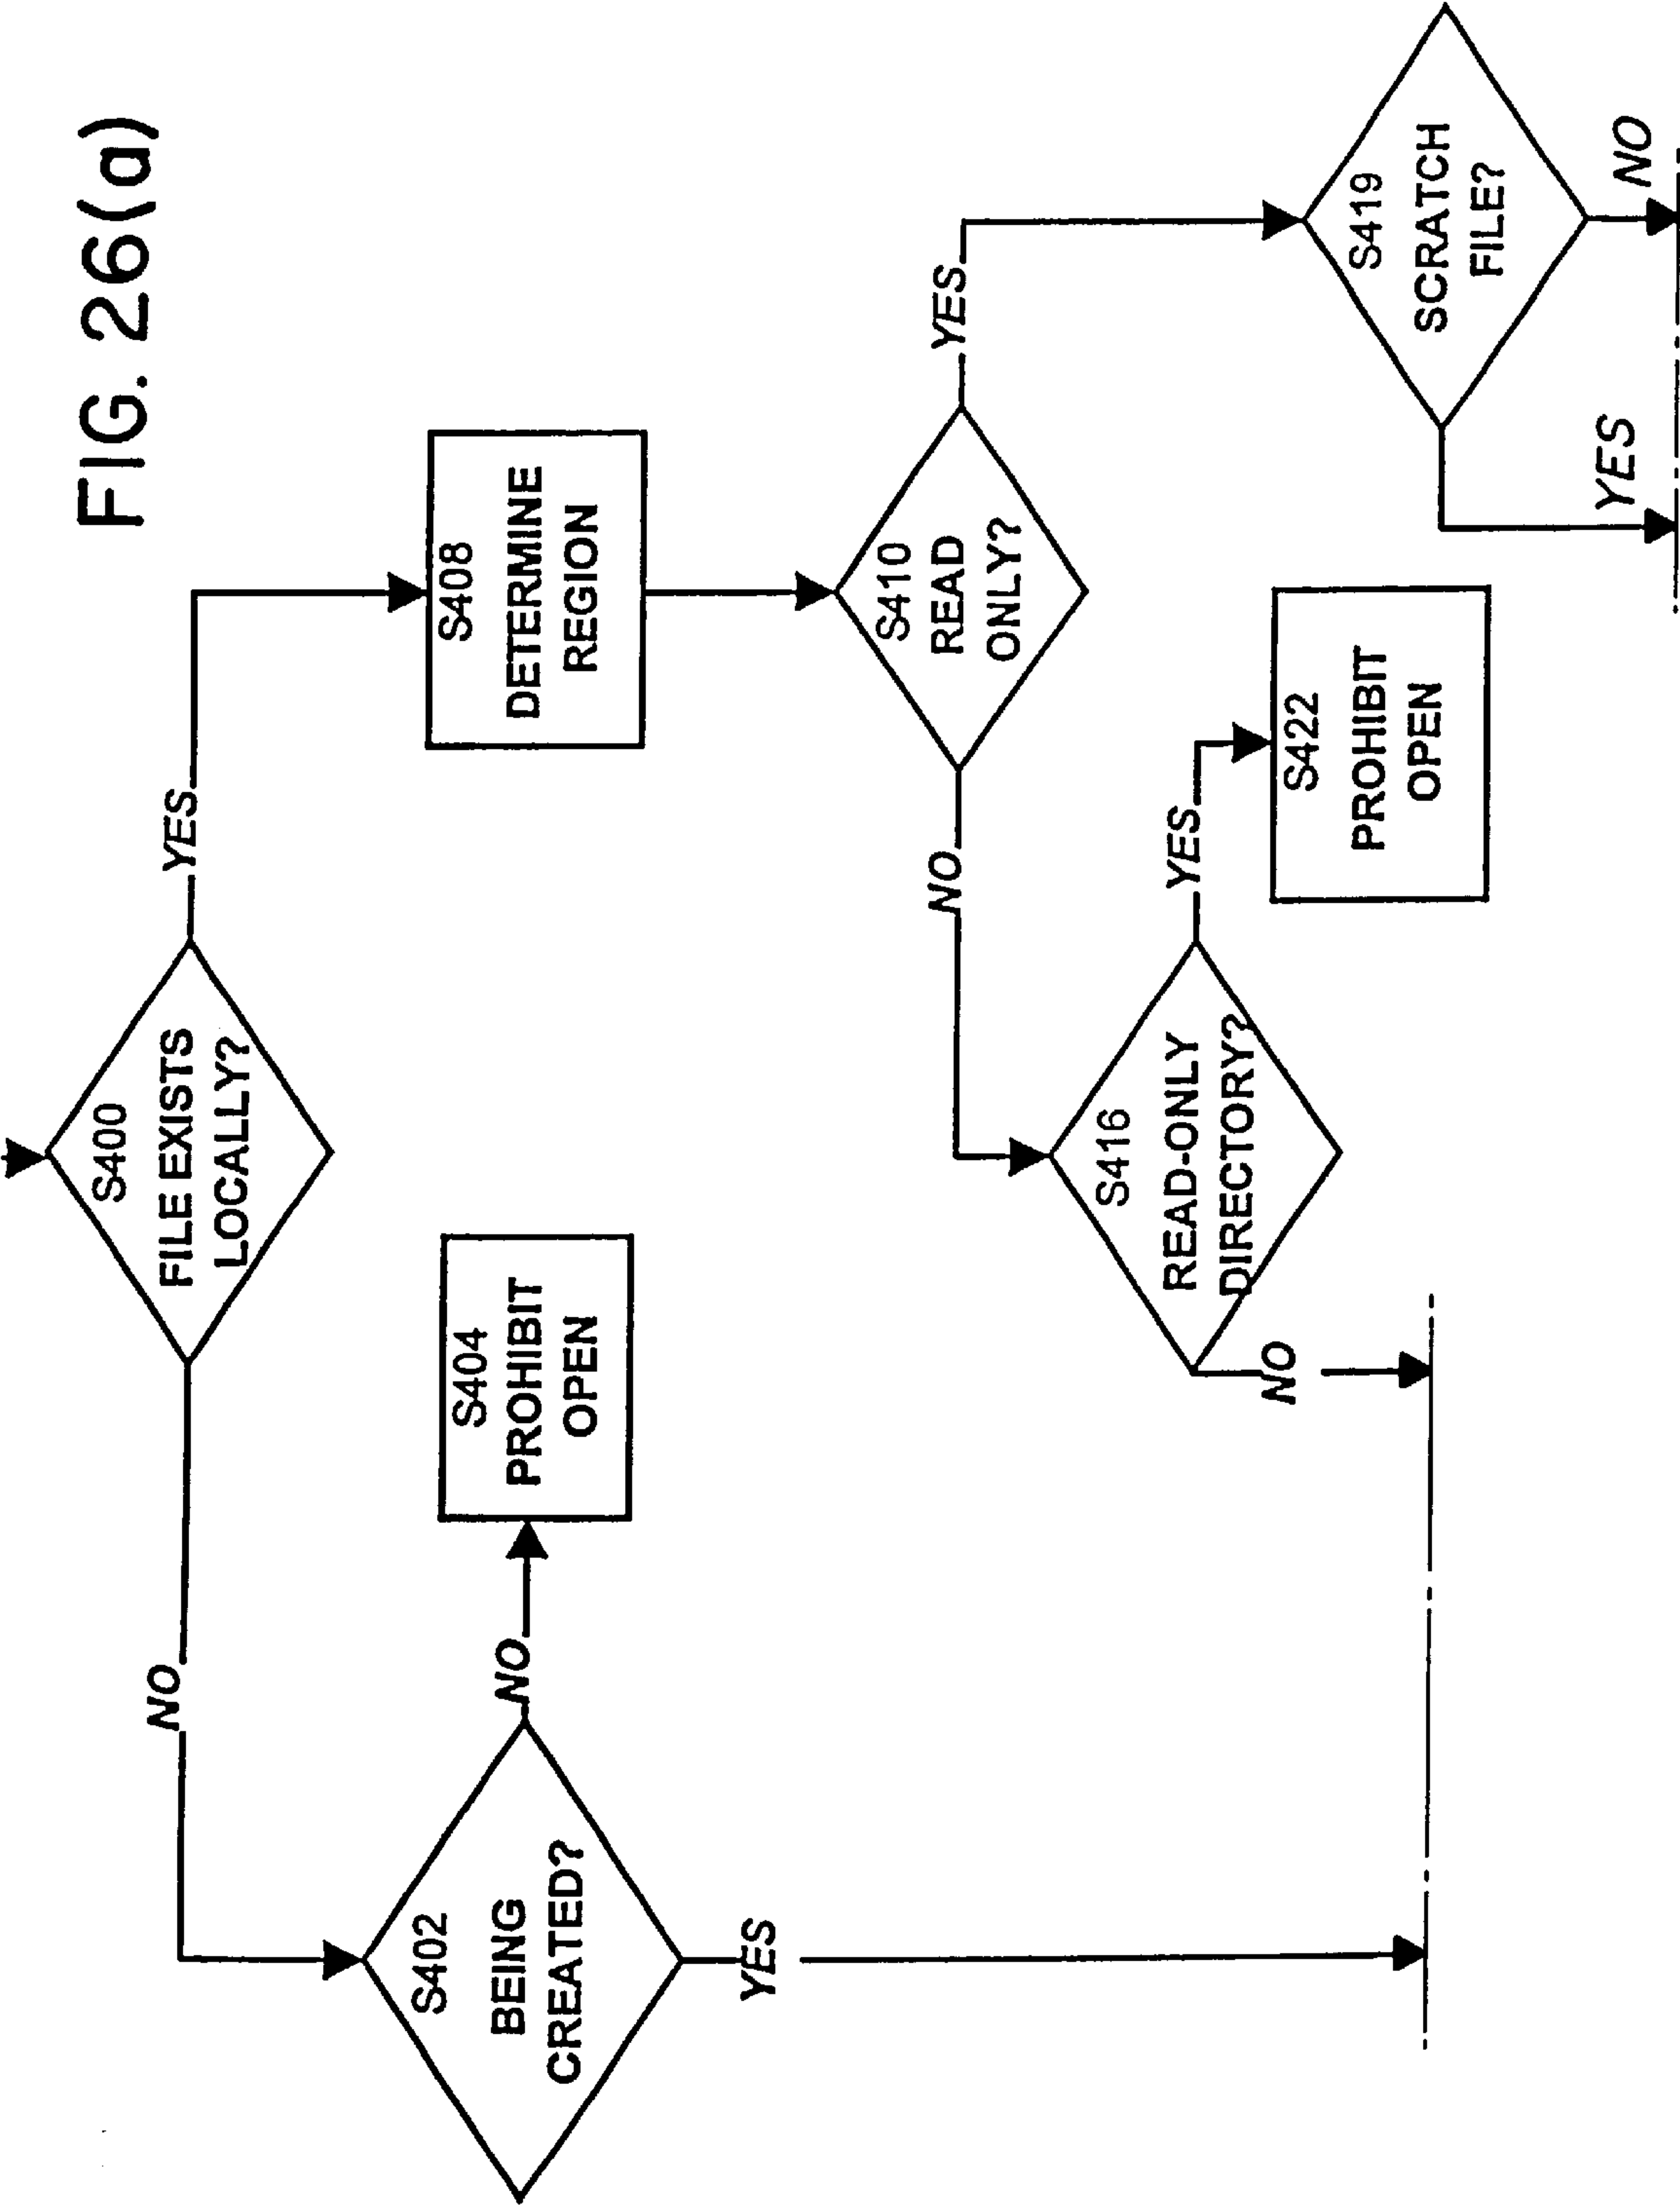 FIG. 26(a)
S400
FILE EXISTS
LOCALLY?
NO
YES
S402
BEING
CREATED?
NO
YES
S404
PROHIBIT
OPEN
S408
DETERMINE
REGION
S410
READ
ONLY?
NO
YES
S416
READ-ONLY
DIRECTORY?
NO
YES
S422
PROHIBIT
OPEN
S419
SCRATCH
FILE?
YES
NO